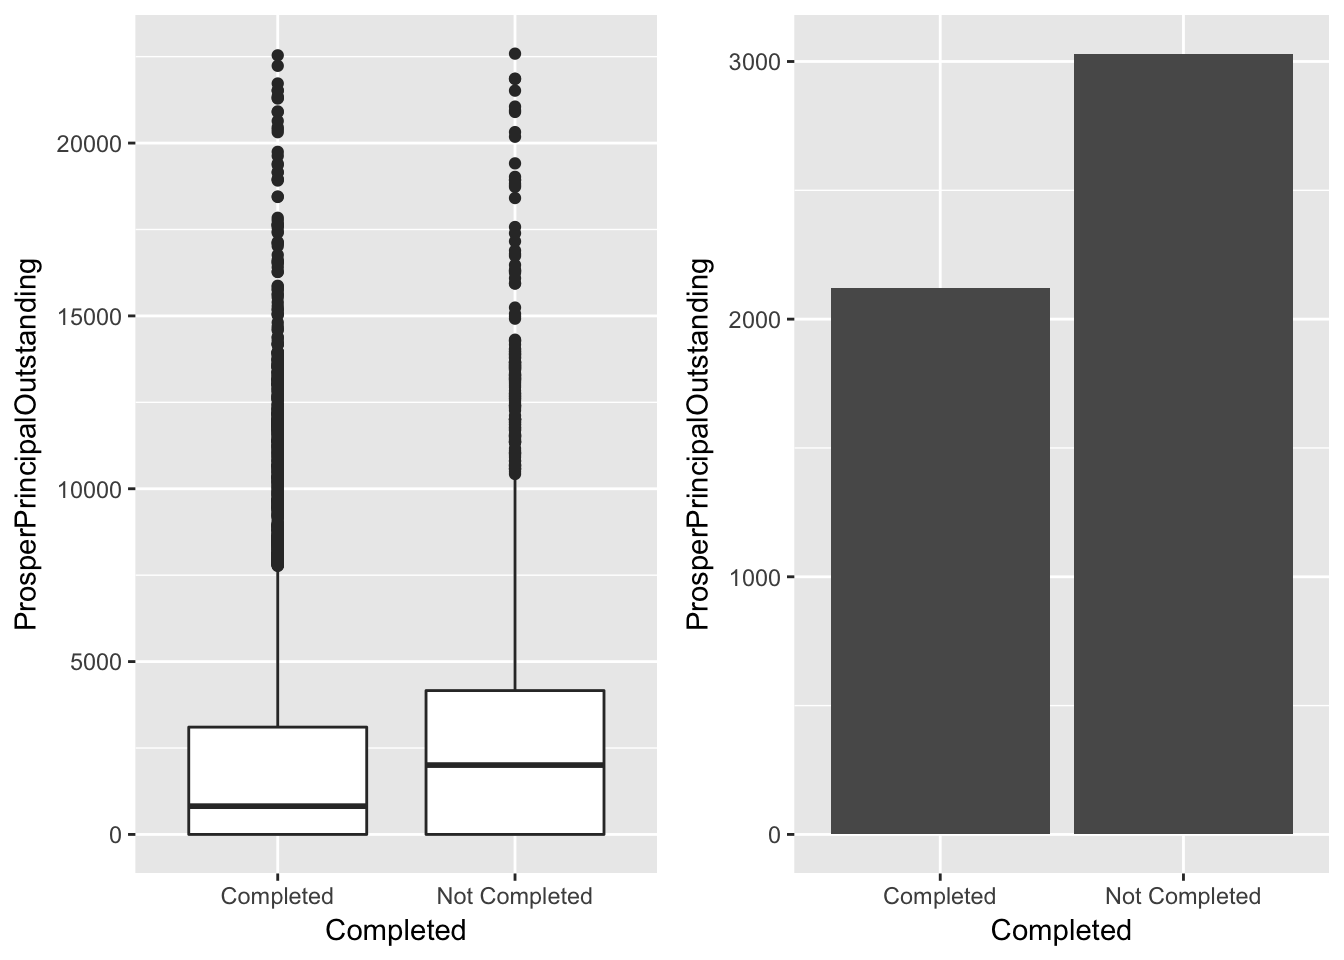 ProsperPrincipalOutstanding
20000
15000
10000
5000
0
Completed
Not Completed
Completed
ProsperPrincipalOutstanding
3000
2000
1000
0
Completed
Not Completed
Completed